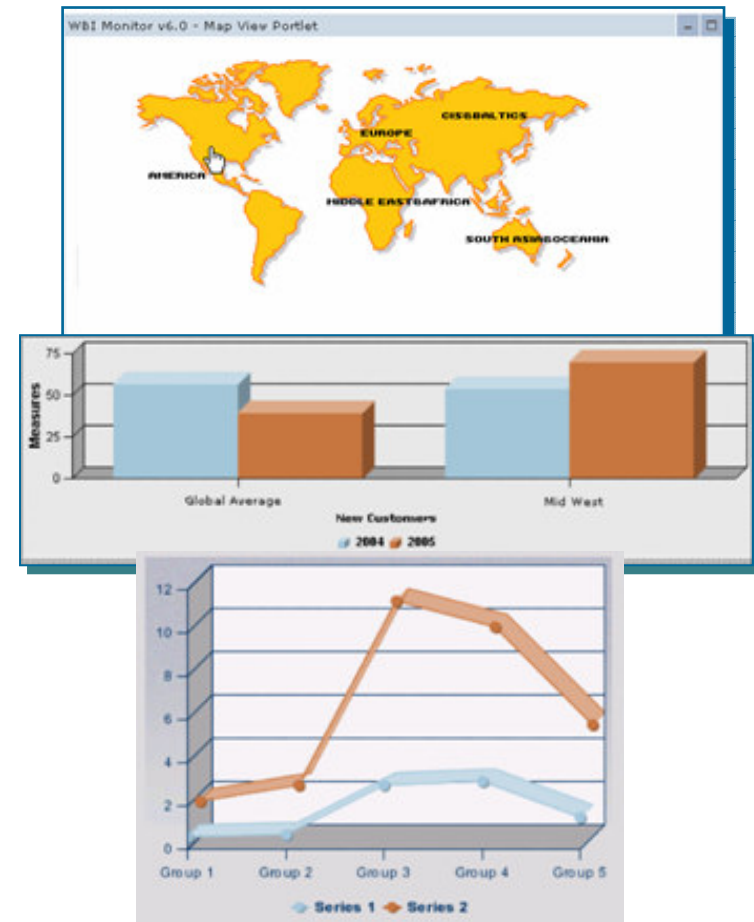 WBI Monitor v6.0 - Map View Portlet
CIS&BALTICS
EUROPE
AMERICA
MIDDLE EAST&AFRICA
SOUTH ASIA&OCEANIA
75
50
25
0
Measures
Global Average Mid West
New Customers
2004 2005
12
10
8
6
4
2
0
Group 1 Group 2 Group 3 Group 4 Group 5
Series 1 Series 2